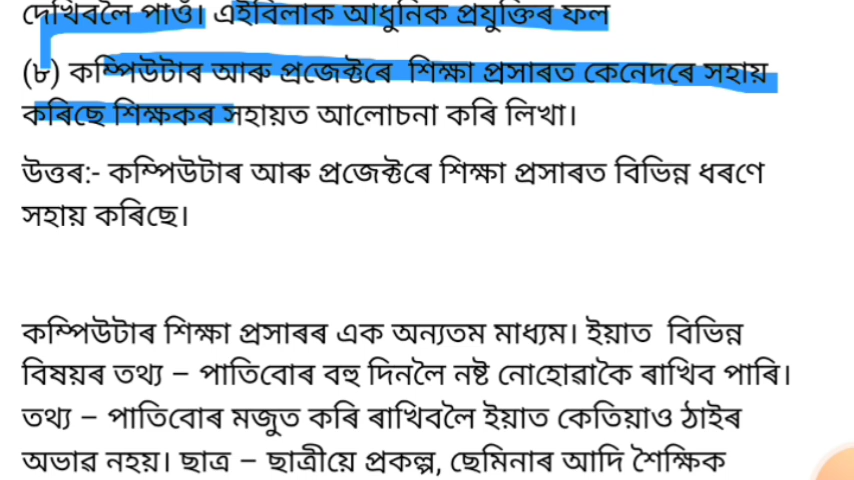 দেখিবলৈ পাওঁ। এইবিলাক আধুনিক প্ৰযুক্তিৰ ফল
(৮) কম্পিউটাৰ আৰু প্ৰজেক্টৰে শিক্ষা প্ৰসাৰত কেনেদৰে সহায়
কৰিছে শিক্ষকৰ সহায়ত আলোচনা কৰি লিখা।
উত্তৰ:- কম্পিউটাৰ আৰু প্ৰজেক্টৰে শিক্ষা প্ৰসাৰত বিভিন্ন ধৰণে
সহায় কৰিছে।
কম্পিউটাৰ শিক্ষা প্ৰসাৰৰ এক অন্যতম মাধ্যম। ইয়াত বিভিন্ন
বিষয়ৰ তথ্য – পাতিবোৰ বহু দিনলৈ নষ্ট নোহোৱাকৈ ৰাখিব পাৰি।
তথ্য – পাতিবোৰ মজুত কৰি ৰাখিবলৈ ইয়াত কেতিয়াও ঠাইৰ
অভাৱ নহয়। ছাত্ৰ – ছাত্ৰীয়ে প্ৰকল্প, ছেমিনাৰ আদি শৈক্ষিক